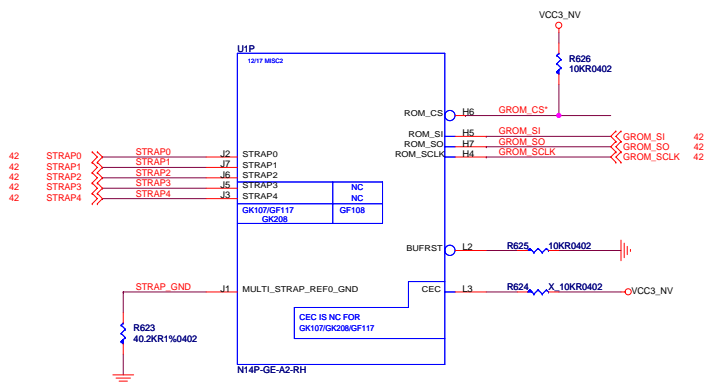 VCC3_NV
R626
10KR0402
U1P
12/17 MISC2
ROM_CS H6 GROM_CS*
ROM_SI H5 GROM_SI GROM_SI 42
ROM_SO H7 GROM_SO GROM_SO 42
ROM_SCLK H4 GROM_SCLK GROM_SCLK 42
42 STRAP0 STRAP0 J2 STRAP0
42 STRAP1 STRAP1 J7 STRAP1
42 STRAP2 STRAP2 J6 STRAP2
42 STRAP3 STRAP3 J5 STRAP3 NC
42 STRAP4 STRAP4 J3 STRAP4 NC
GK107/GF117 GF108
GK208
BUFRST L2 R625 10KR0402
STRAP_GND J1 MULTI_STRAP_REF0_GND CEC L3 R624 X_10KR0402 VCC3_NV
R623
40.2KR1%0402
CEC IS NC FOR
GK107/GK208/GF117
N14P-GE-A2-RH